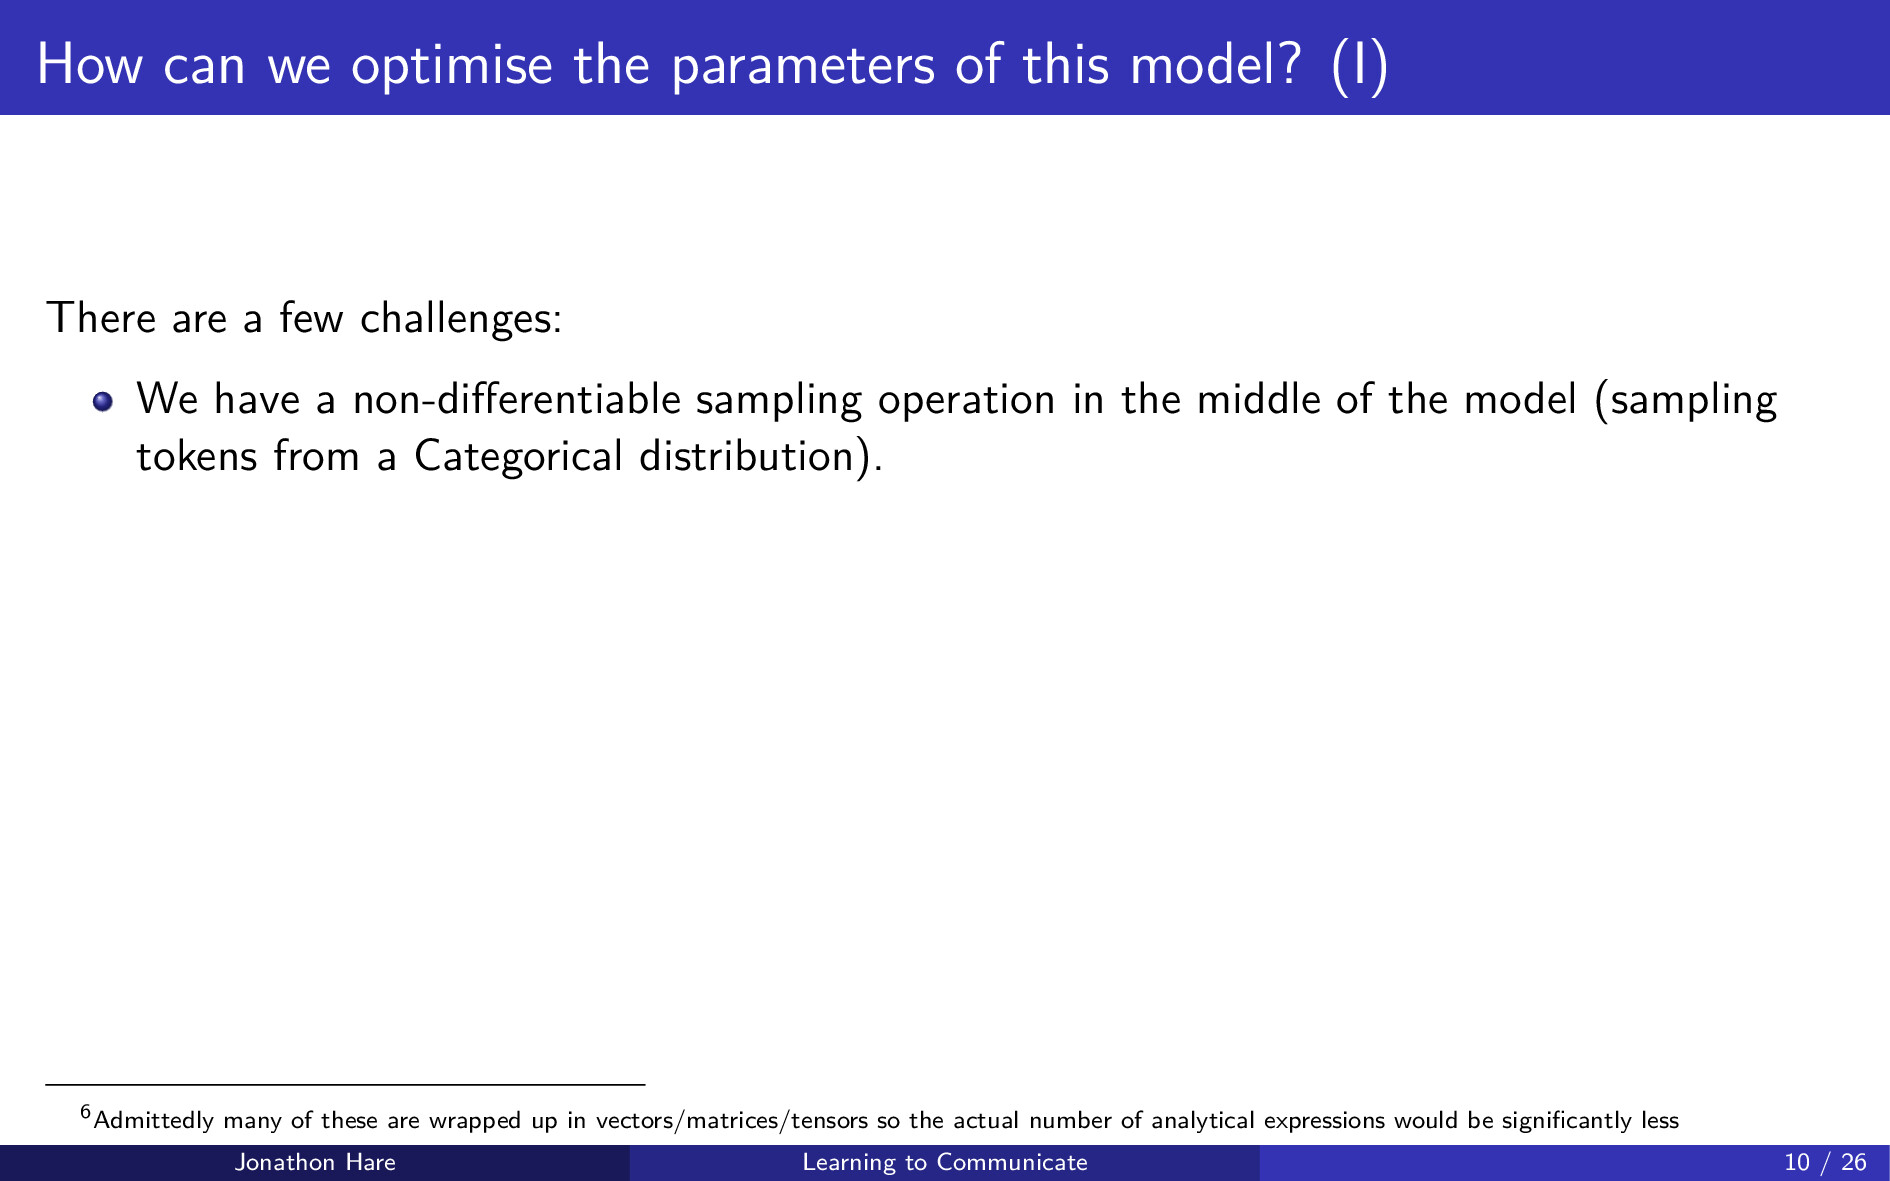 How can we optimise the parameters of this model? (I)
There are a few challenges:
We have a non-differentiable sampling operation in the middle of the model (sampling
tokens from a Categorical distribution).
6Admittedly many of these are wrapped up in vectors/matrices/tensors so the actual number of analytical expressions would be significantly less
Jonathon Hare
Learning to Communicate
10 / 26